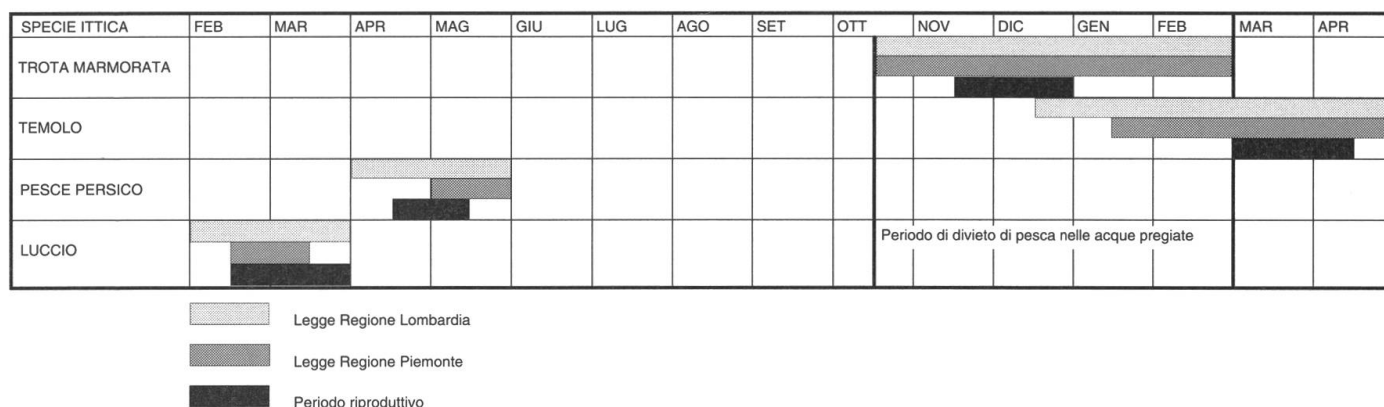 SPECIE ITTICA FEB MAR APR MAG GIU LUG AGO SET OTT NOV DIC GEN FEB MAR APR
TROTA MARMORATA
TEMOLO
PESCE PERSICO
LUCCIO
Periodo di divieto di pesca nelle acque pregiate
Legge Regione Lombardia
Legge Regione Piemonte
Periodo riproduttivo